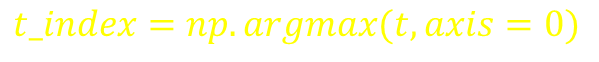 t_index = np.argmax(t, axis = 0)